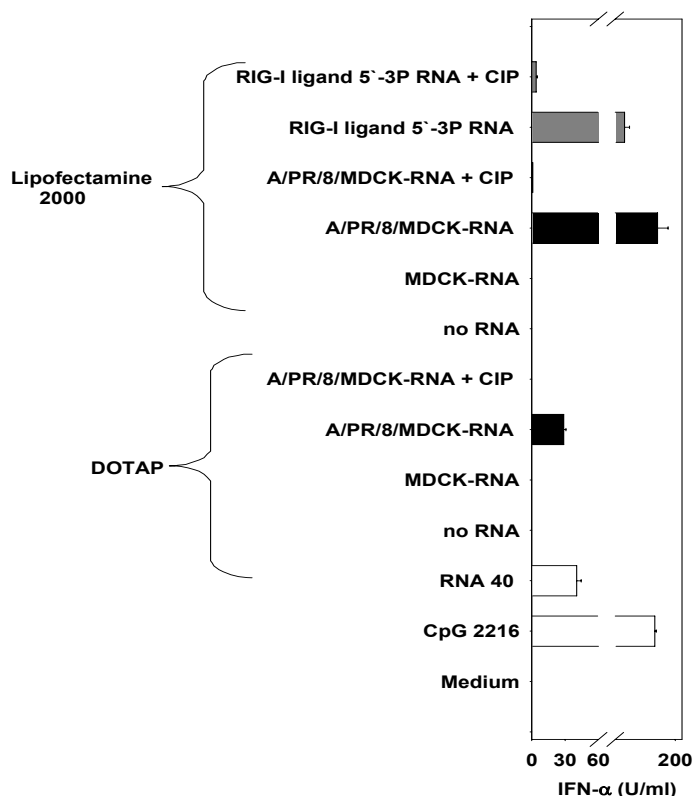 RIG-I ligand 5`-3P RNA + CIP
RIG-I ligand 5`-3P RNA
Lipofectamine
2000
A/PR/8/MDCK-RNA + CIP
A/PR/8/MDCK-RNA
MDCK-RNA
no RNA
A/PR/8/MDCK-RNA + CIP
A/PR/8/MDCK-RNA
DOTAP
MDCK-RNA
no RNA
RNA 40
CpG 2216
Medium
0 30 60 200
IFN-α (U/ml)